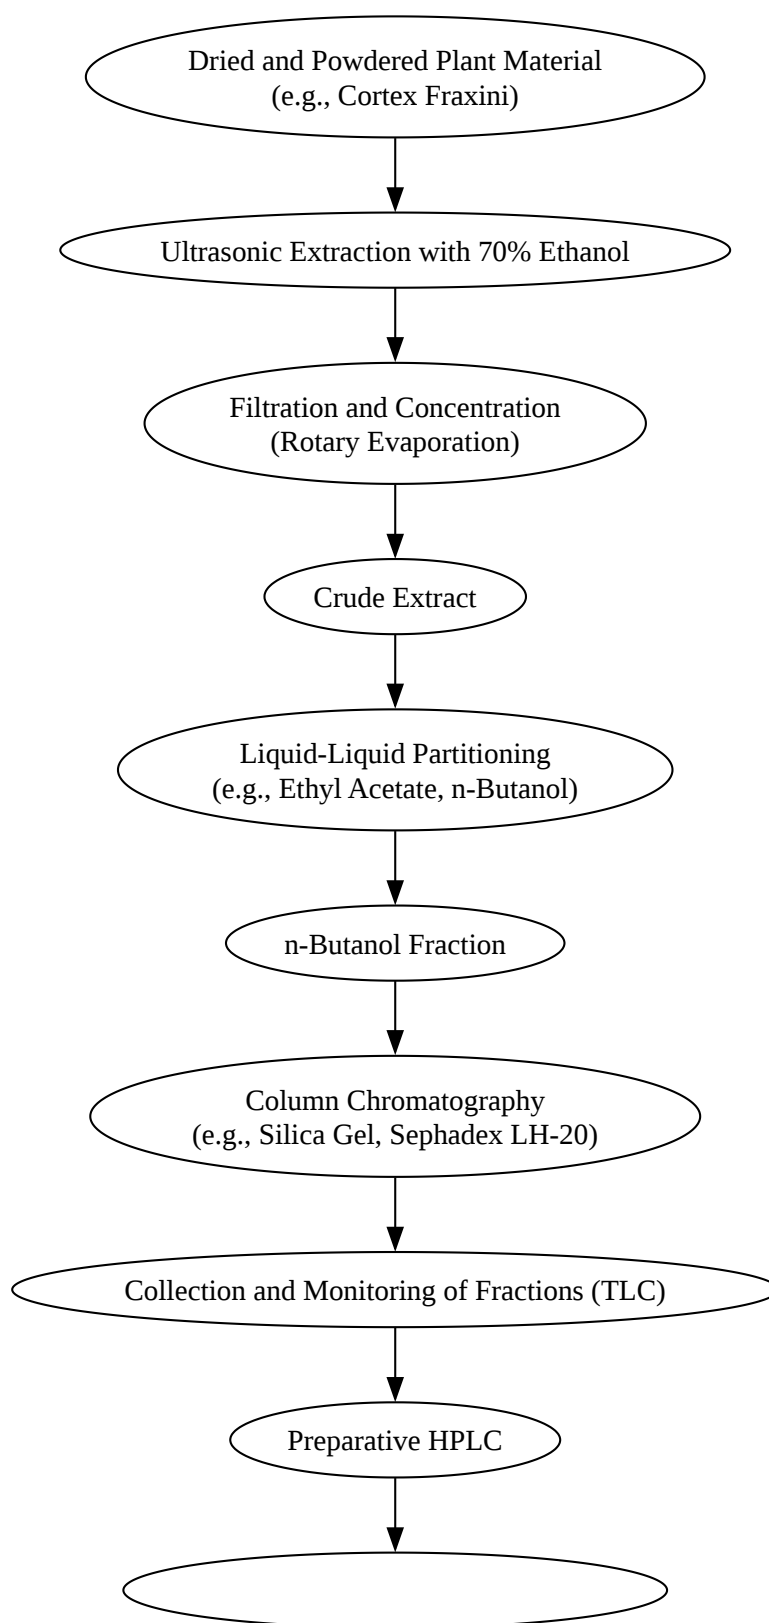 Dried and Powdered Plant Material
(e.g., Cortex Fraxini)
Ultrasonic Extraction with 70% Ethanol
Filtration and Concentration
(Rotary Evaporation)
Crude Extract
Liquid-Liquid Partitioning
(e.g., Ethyl Acetate, n-Butanol)
n-Butanol Fraction
Column Chromatography
(e.g., Silica Gel, Sephadex LH-20)
Collection and Monitoring of Fractions (TLC)
Preparative HPLC